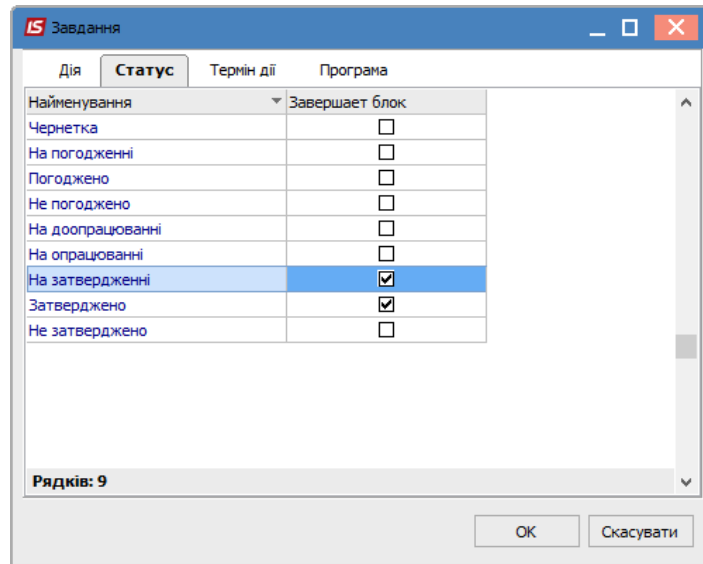 IS Завдання
Дія Статус Термін дії Програма
Найменування Завершает блок
Чернетка
На погодженні
Погоджено
Не погоджено
На доопрацюванні
На опрацюванні
На затвердженні
Затверджено
Не затверджено
Рядків: 9
ОК Скасувати